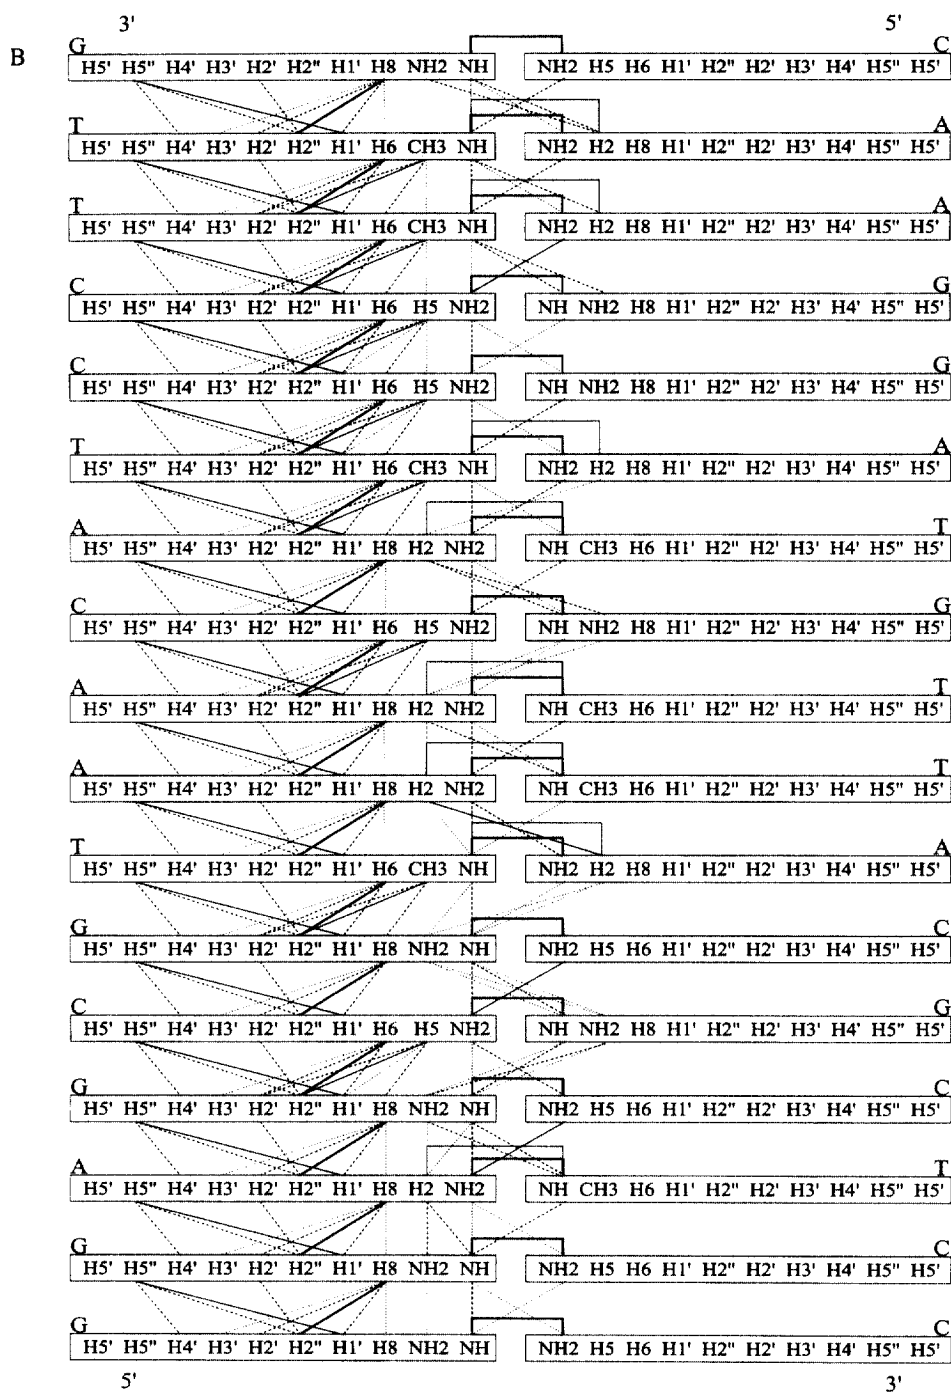 3' 5'
B
G C
H5' H5" H4' H3' H2' H2" H1' H8 NH2 NH NH2 H5 H6 H1' H2" H2' H3' H4' H5" H5'
T A
H5' H5" H4' H3' H2' H2" H1' H6 CH3 NH NH2 H2 H8 H1' H2" H2' H3' H4' H5" H5'
T A
H5' H5" H4' H3' H2' H2" H1' H6 CH3 NH NH2 H2 H8 H1' H2" H2' H3' H4' H5" H5'
C G
H5' H5" H4' H3' H2' H2" H1' H6 H5 NH2 NH NH2 H8 H1' H2" H2' H3' H4' H5" H5'
C G
H5' H5" H4' H3' H2' H2" H1' H6 H5 NH2 NH NH2 H8 H1' H2" H2' H3' H4' H5" H5'
T A
H5' H5" H4' H3' H2' H2" H1' H6 CH3 NH NH2 H2 H8 H1' H2" H2' H3' H4' H5" H5'
A T
H5' H5" H4' H3' H2' H2" H1' H8 H2 NH2 NH CH3 H6 H1' H2" H2' H3' H4' H5" H5'
C G
H5' H5" H4' H3' H2' H2" H1' H6 H5 NH2 NH NH2 H8 H1' H2" H2' H3' H4' H5" H5'
A T
H5' H5" H4' H3' H2' H2" H1' H8 H2 NH2 NH CH3 H6 H1' H2" H2' H3' H4' H5" H5'
A T
H5' H5" H4' H3' H2' H2" H1' H8 H2 NH2 NH CH3 H6 H1' H2" H2' H3' H4' H5" H5'
T A
H5' H5" H4' H3' H2' H2" H1' H6 CH3 NH NH2 H2 H8 H1' H2" H2' H3' H4' H5" H5'
G C
H5' H5" H4' H3' H2' H2" H1' H8 NH2 NH NH2 H5 H6 H1' H2" H2' H3' H4' H5" H5'
C G
H5' H5" H4' H3' H2' H2" H1' H6 H5 NH2 NH NH2 H8 H1' H2" H2' H3' H4' H5" H5'
G C
H5' H5" H4' H3' H2' H2" H1' H8 NH2 NH NH2 H5 H6 H1' H2" H2' H3' H4' H5" H5'
A T
H5' H5" H4' H3' H2' H2" H1' H8 H2 NH2 NH CH3 H6 H1' H2" H2' H3' H4' H5" H5'
G C
H5' H5" H4' H3' H2' H2" H1' H8 NH2 NH NH2 H5 H6 H1' H2" H2' H3' H4' H5" H5'
G C
H5' H5" H4' H3' H2' H2" H1' H8 NH2 NH NH2 H5 H6 H1' H2" H2' H3' H4' H5" H5'
5' 3'